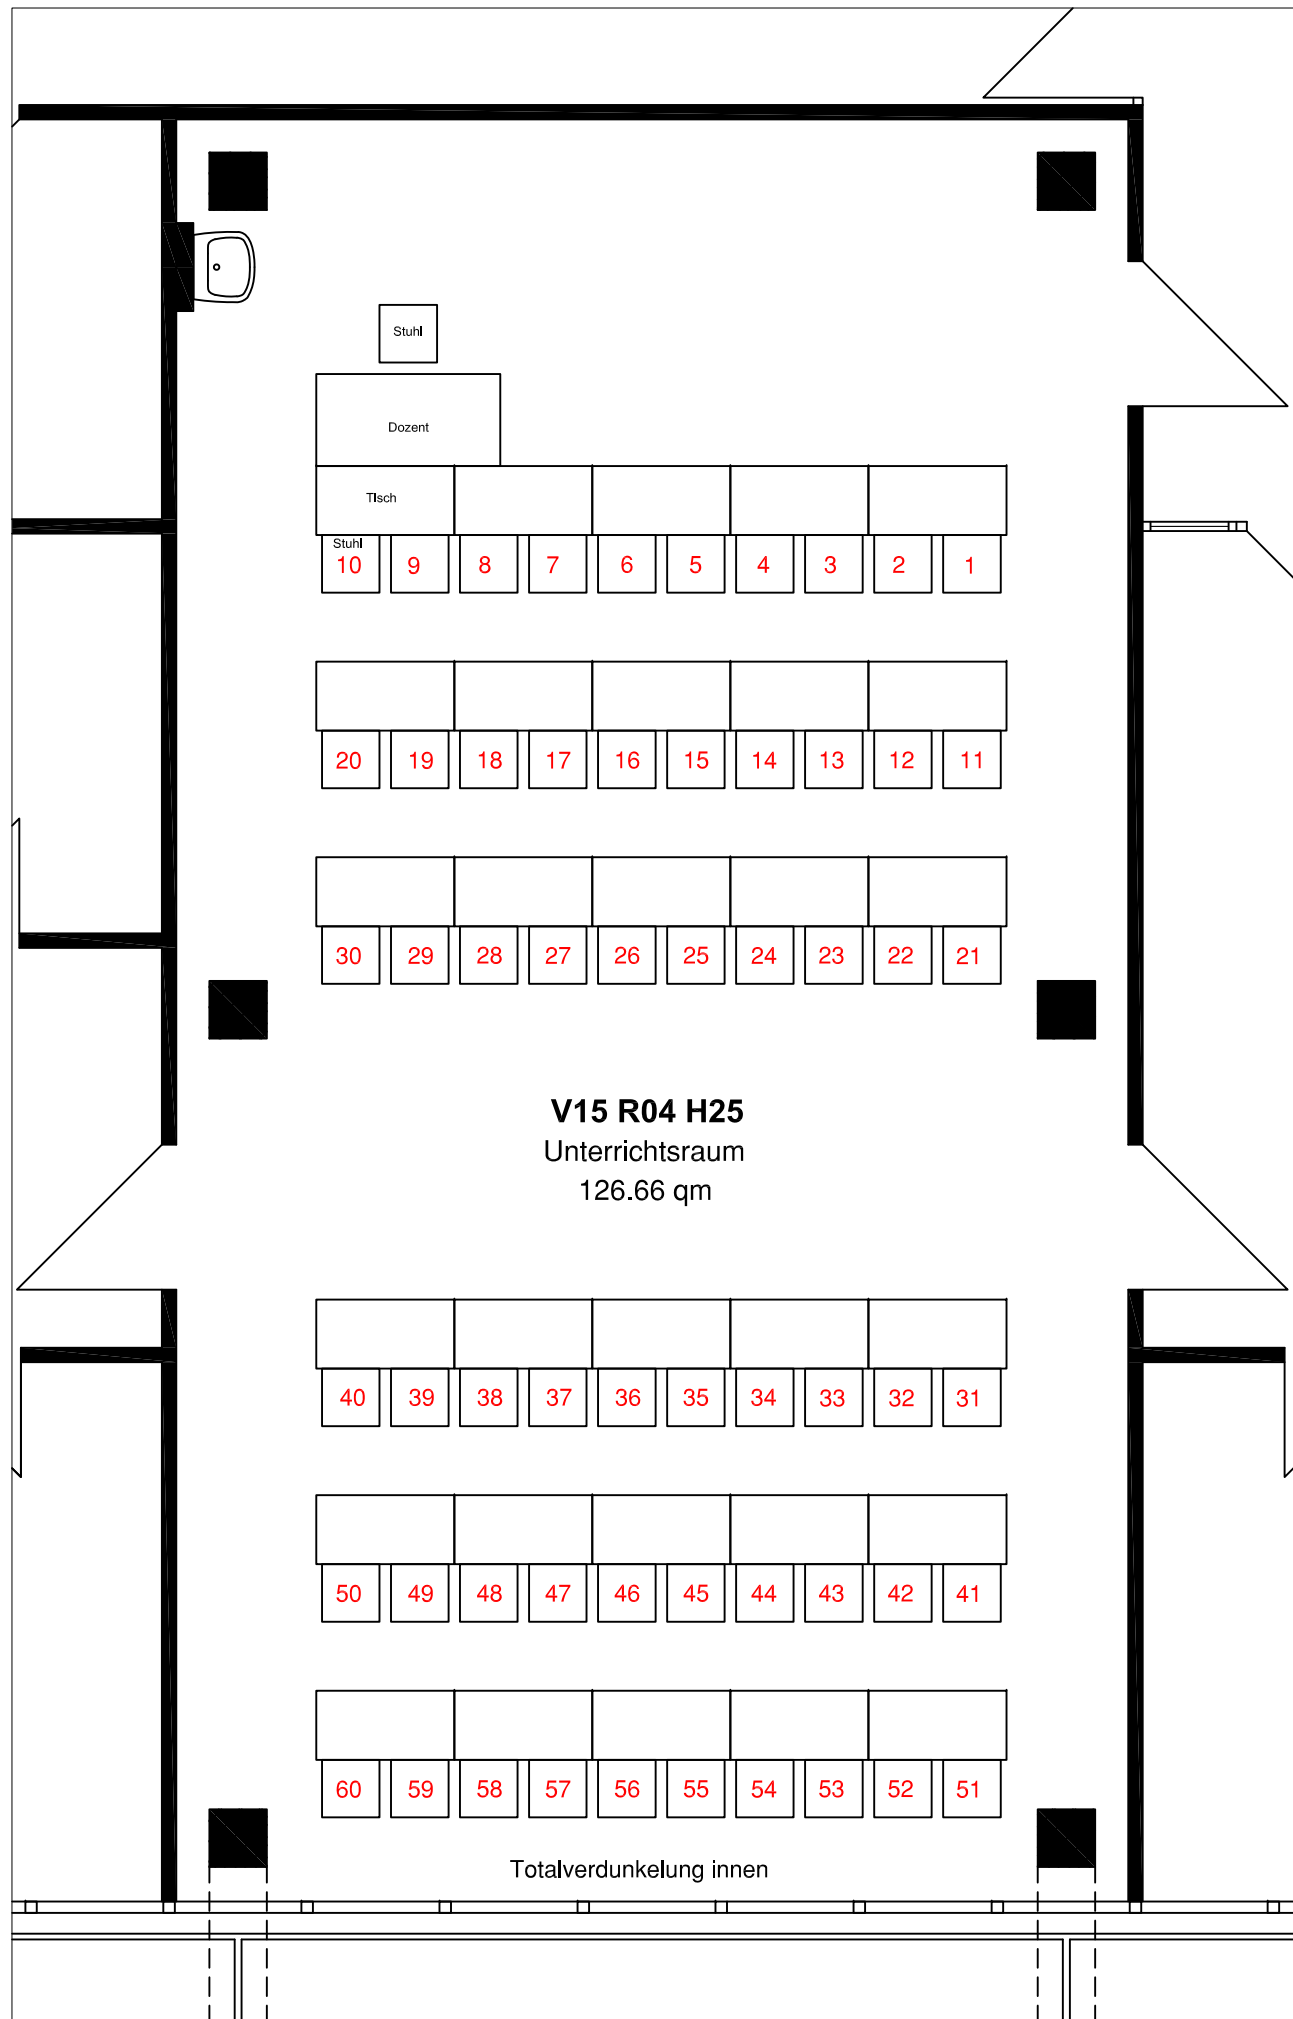 Stuhl
Dozent
TIsch
Stuhl
10 9 8 7 6 5 4 3 2 1
20 19 18 17 16 15 14 13 12 11
30 29 28 27 26 25 24 23 22 21
V15 R04 H25
Unterrichtsraum
126.66 qm
40 39 38 37 36 35 34 33 32 31
50 49 48 47 46 45 44 43 42 41
60 59 58 57 56 55 54 53 52 51
Totalverdunkelung innen